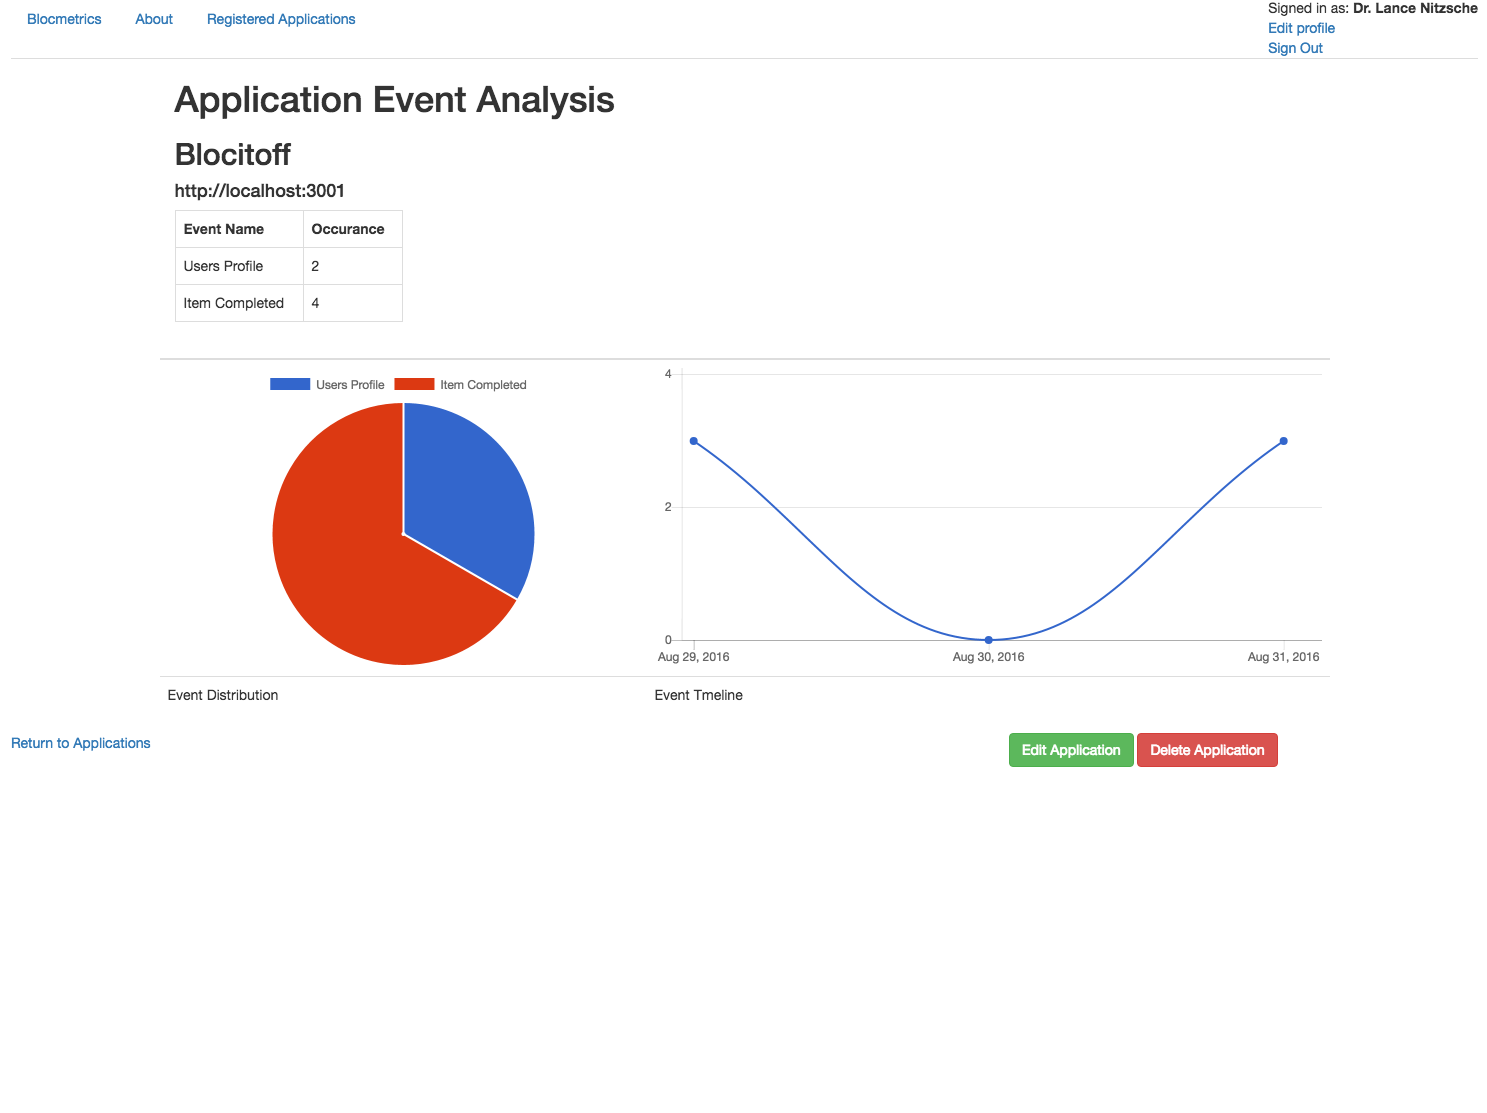 Blocmetrics About Registered Applications
Signed in as: Dr. Lance Nitzsche
Edit profile
Sign Out
Application Event Analysis
Blocitoff
http://localhost:3001
Event Name Occurance
Users Profile 2
Item Completed 4
Users Profile Item Completed
4
2
0
Aug 29, 2016 Aug 30, 2016 Aug 31, 2016
Event Distribution Event Tmeline
Return to Applications Edit Application Delete Application